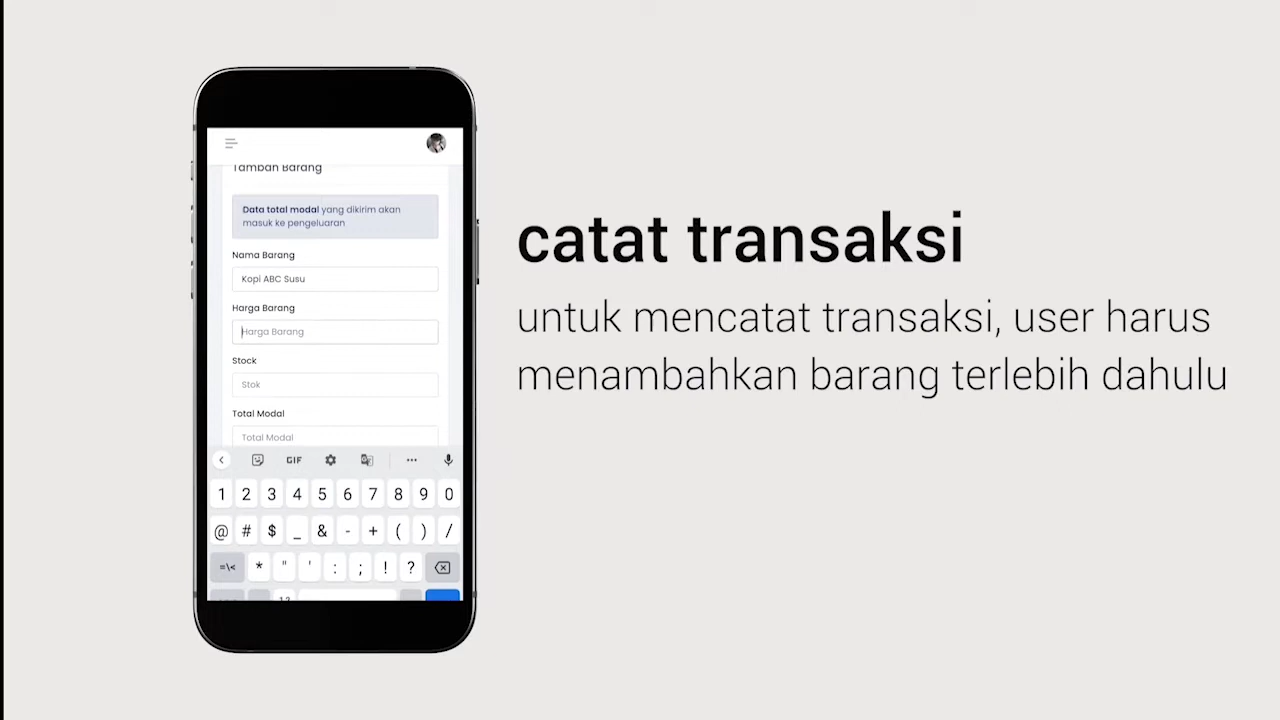 Tambah Barang
Data total modal yang dikirim akan
masuk ke pengeluaran
Nama Barang
Kopi ABC Susu
Harga Barang
Harga Barang
Stock
Stok
Total Modal
Total Modal
GIF
1 2 3 4 5 6 7 8 9 0
@ # $ _ & - + ( ) /
=\< * " ' : ; ! ?
catat transaksi
untuk mencatat transaksi, user harus
menambahkan barang terlebih dahulu